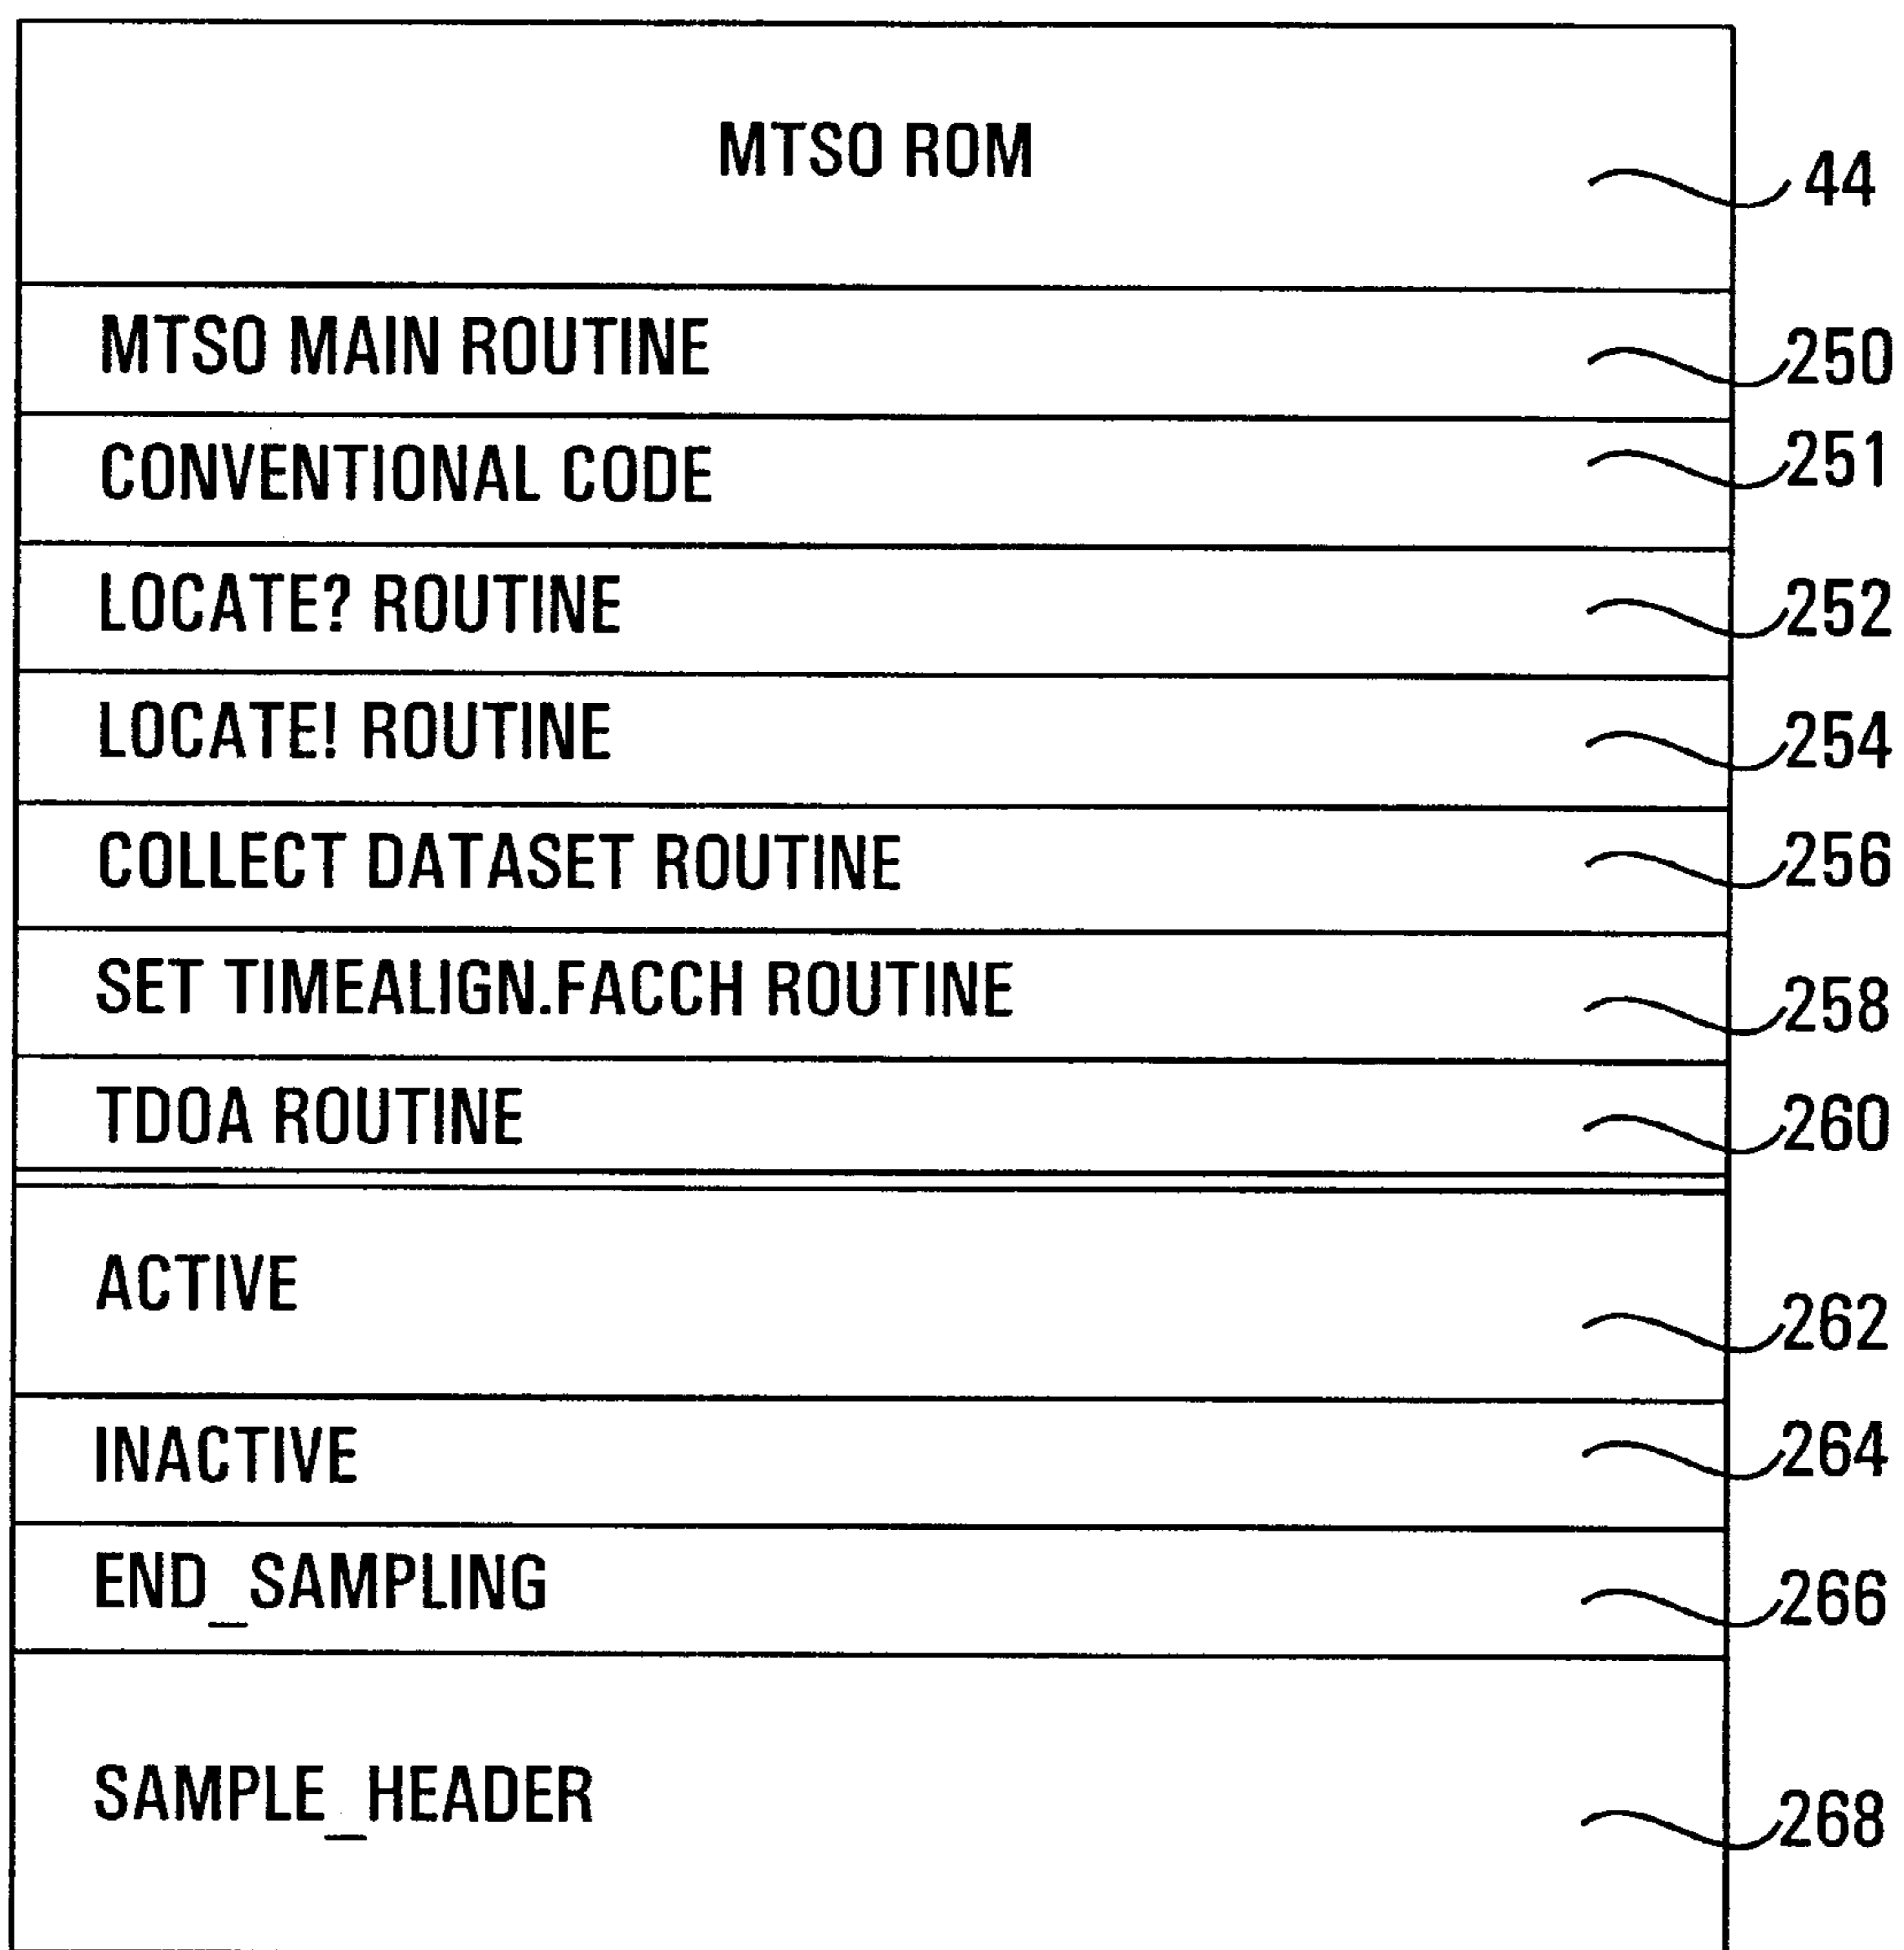 MTSO ROM 44
MTSO MAIN ROUTINE 250
CONVENTIONAL CODE 251
LOCATE? ROUTINE 252
LOCATE! ROUTINE 254
COLLECT DATASET ROUTINE 256
SET TIMEALIGN.FACCH ROUTINE 258
TDOA ROUTINE 260
ACTIVE 262
INACTIVE 264
END_SAMPLING 266
SAMPLE_HEADER 268